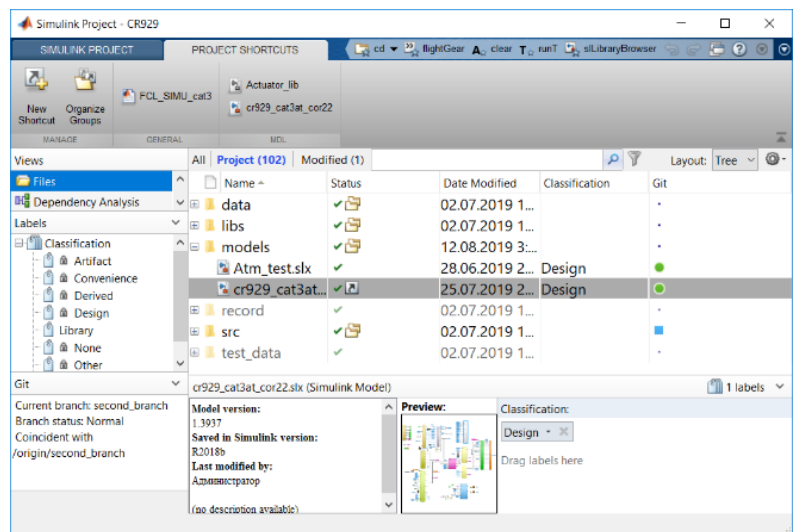 Simulink Project - CR929
SIMULINK PROJECT
PROJECT SHORTCUTS
cd
flightGear
clear
runT
slLibraryBrowser
New Shortcut
Organize Groups
FCL_SIMU_cat3
Actuator_lib
cr929_cat3at_cor22
MANAGE
GENERAL
MDL
Views
Files
Dependency Analysis
Labels
Classification
Artifact
Convenience
Derived
Design
Library
None
Other
All Project (102) Modified (1)
Layout: Tree
Name Status Date Modified Classification Git
data 02.07.2019 1...
libs 02.07.2019 1...
models 12.08.2019 3:...
Atm_test.slx 28.06.2019 2... Design
cr929_cat3at... 25.07.2019 2... Design
record 02.07.2019 1...
src 02.07.2019 1...
test_data 02.07.2019 1...
Git
Current branch: second_branch
Branch status: Normal
Coincident with
/origin/second_branch
cr929_cat3at_cor22.slx (Simulink Model)
1 labels
Model version:
1.3937
Saved in Simulink version:
R2018b
Last modified by:
Администратор
(no description available)
Preview:
Classification:
Design
Drag labels here